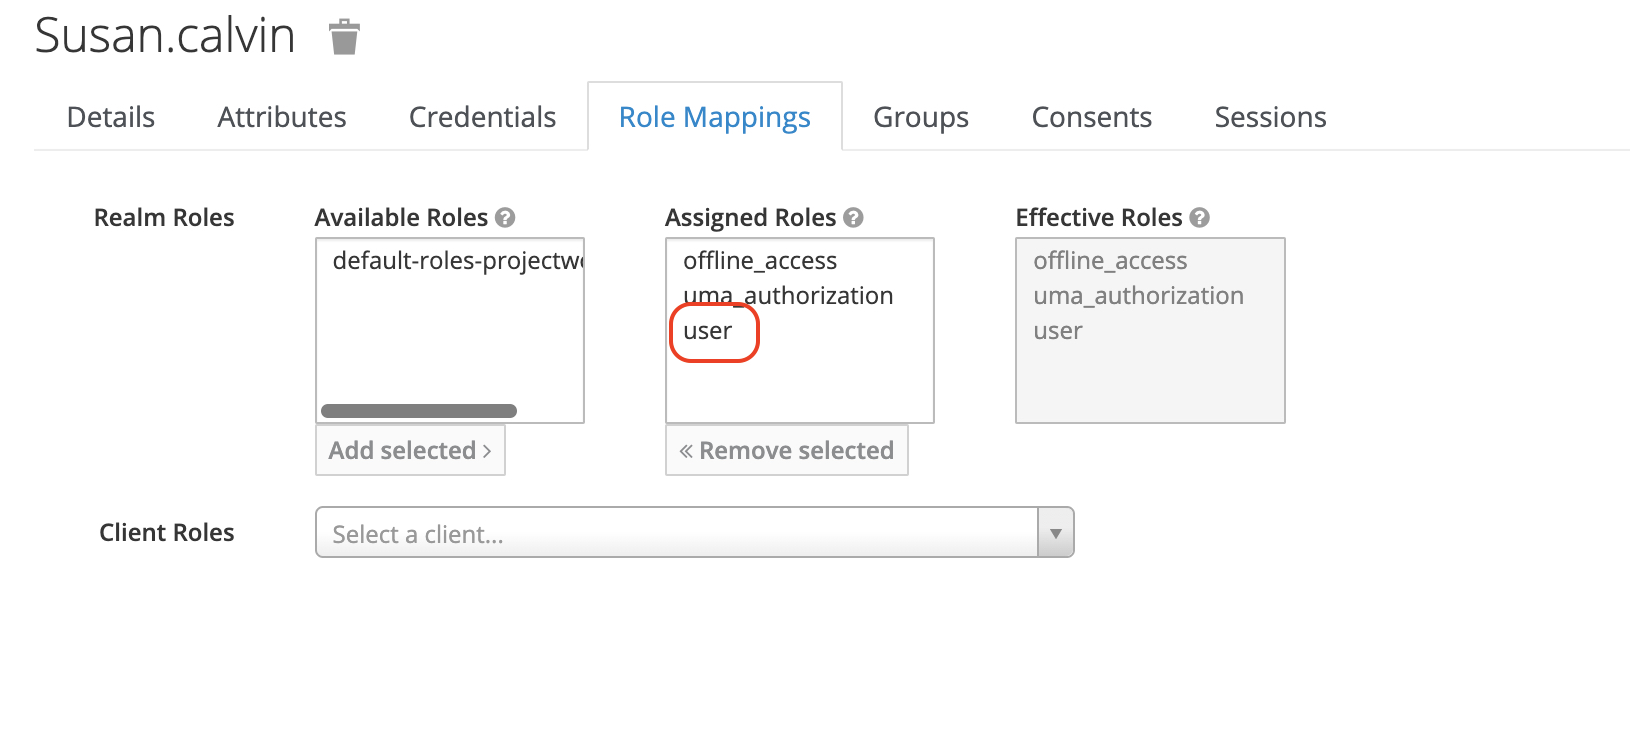 Susan.calvin
Details Attributes Credentials Role Mappings Groups Consents Sessions
Realm Roles
Available Roles ?
default-roles-projectw
Add selected >
Assigned Roles ?
offline_access
uma_authorization
user
« Remove selected
Effective Roles ?
offline_access
uma_authorization
user
Client Roles
Select a client...